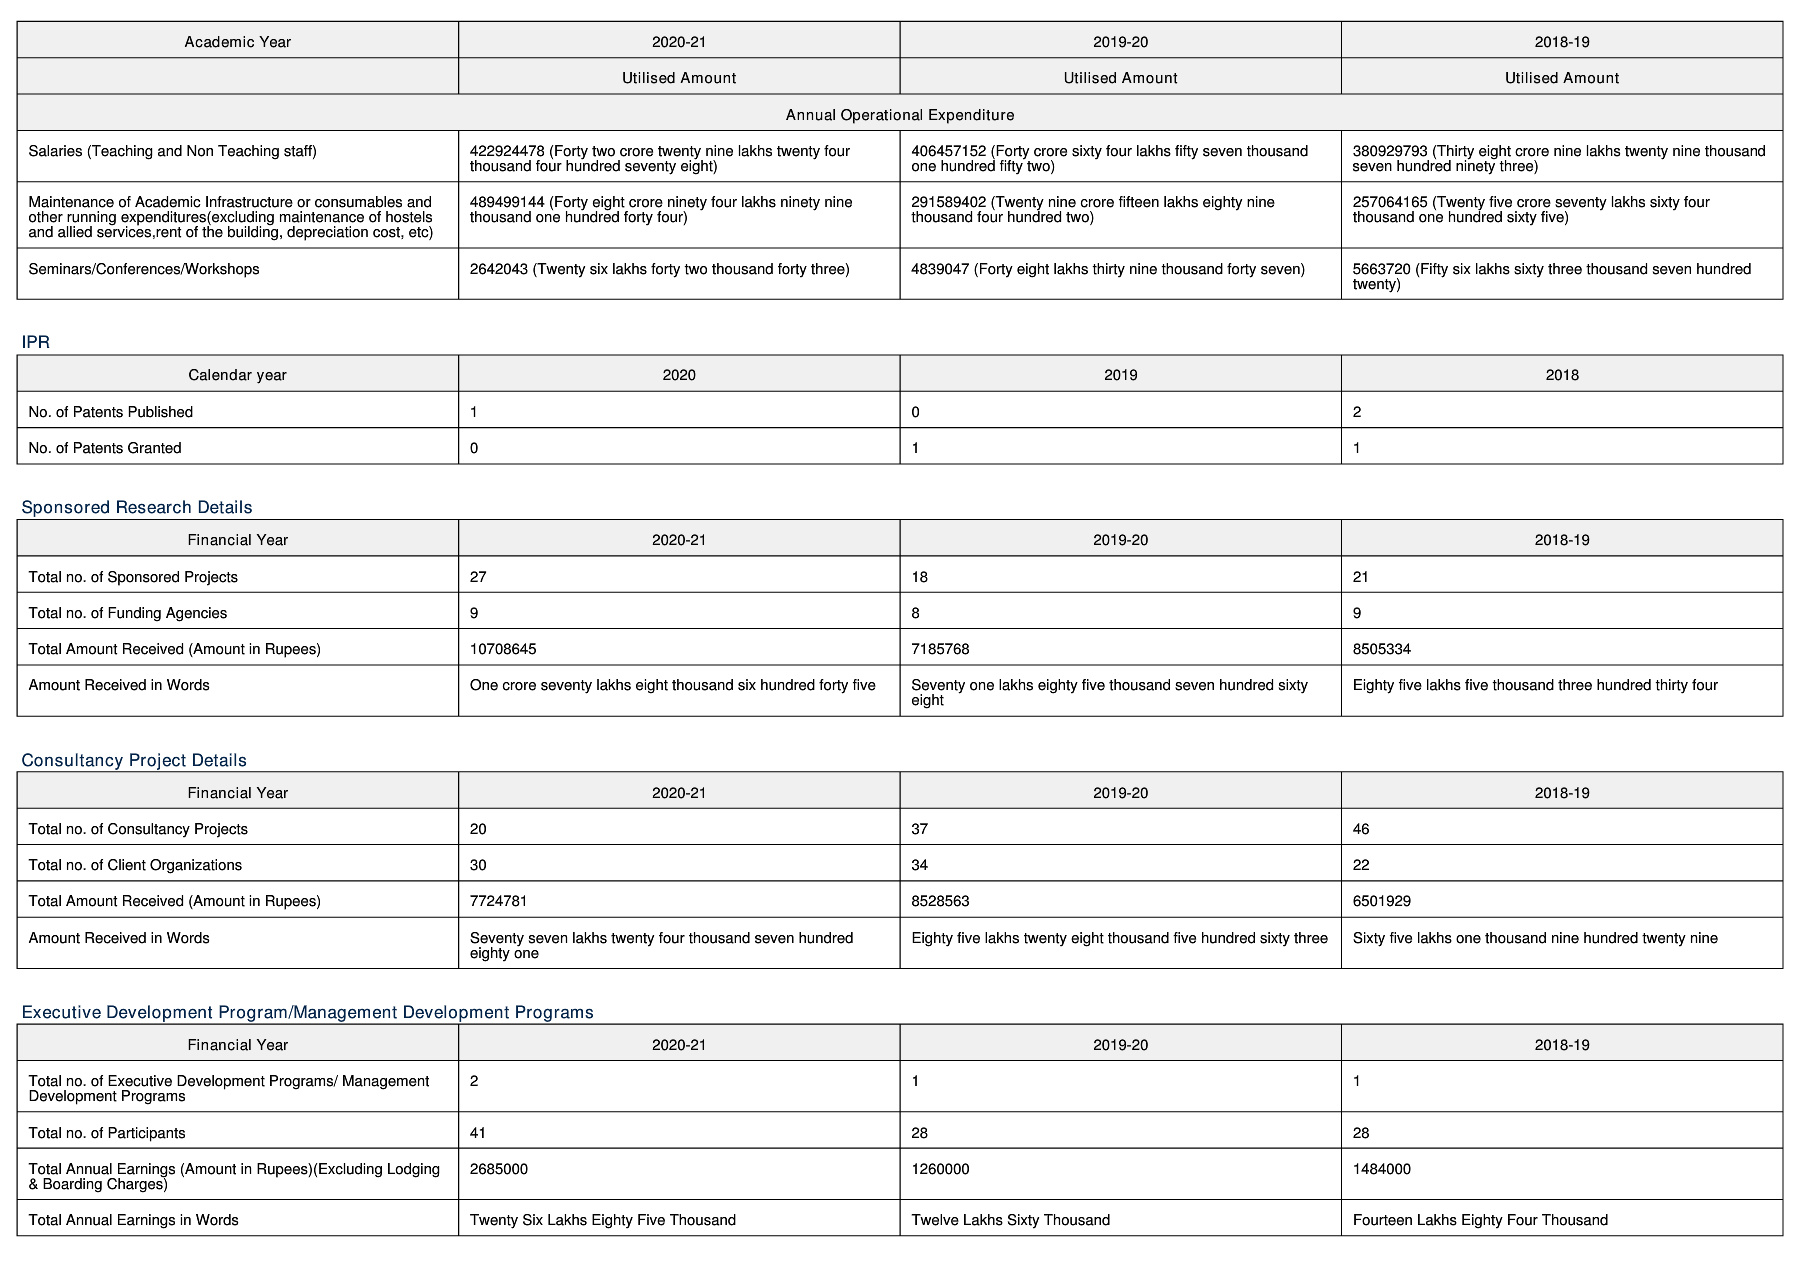 Academic Year 2020-21 2019-20 2018-19
Utilised Amount Utilised Amount Utilised Amount
Annual Operational Expenditure
Salaries (Teaching and Non Teaching staff)
422924478 (Forty two crore twenty nine lakhs twenty four
thousand four hundred seventy eight)
406457152 (Forty crore sixty four lakhs fifty seven thousand
one hundred fifty two)
380929793 (Thirty eight crore nine lakhs twenty nine thousand
seven hundred ninety three)
Maintenance of Academic Infrastructure or consumables and
other running expenditures(excluding maintenance of hostels
and allied services,rent of the building, depreciation cost, etc)
489499144 (Forty eight crore ninety four lakhs ninety nine
thousand one hundred forty four)
291589402 (Twenty nine crore fifteen lakhs eighty nine
thousand four hundred two)
257064165 (Twenty five crore seventy lakhs sixty four
thousand one hundred sixty five)
Seminars/Conferences/Workshops
2642043 (Twenty six lakhs forty two thousand forty three)
4839047 (Forty eight lakhs thirty nine thousand forty seven)
5663720 (Fifty six lakhs sixty three thousand seven hundred
twenty)
IPR
Calendar year 2020 2019 2018
No. of Patents Published 1 0 2
No. of Patents Granted 0 1 1
Sponsored Research Details
Financial Year 2020-21 2019-20 2018-19
Total no. of Sponsored Projects 27 18 21
Total no. of Funding Agencies 9 8 9
Total Amount Received (Amount in Rupees) 10708645 7185768 8505334
Amount Received in Words
One crore seventy lakhs eight thousand six hundred forty five
Seventy one lakhs eighty five thousand seven hundred sixty
eight
Eighty five lakhs five thousand three hundred thirty four
Consultancy Project Details
Financial Year 2020-21 2019-20 2018-19
Total no. of Consultancy Projects 20 37 46
Total no. of Client Organizations 30 34 22
Total Amount Received (Amount in Rupees) 7724781 8528563 6501929
Amount Received in Words
Seventy seven lakhs twenty four thousand seven hundred
eighty one
Eighty five lakhs twenty eight thousand five hundred sixty three
Sixty five lakhs one thousand nine hundred twenty nine
Executive Development Program/Management Development Programs
Financial Year 2020-21 2019-20 2018-19
Total no. of Executive Development Programs/ Management
Development Programs
2 1 1
Total no. of Participants 41 28 28
Total Annual Earnings (Amount in Rupees)(Excluding Lodging
& Boarding Charges)
2685000 1260000 1484000
Total Annual Earnings in Words Twenty Six Lakhs Eighty Five Thousand Twelve Lakhs Sixty Thousand Fourteen Lakhs Eighty Four Thousand